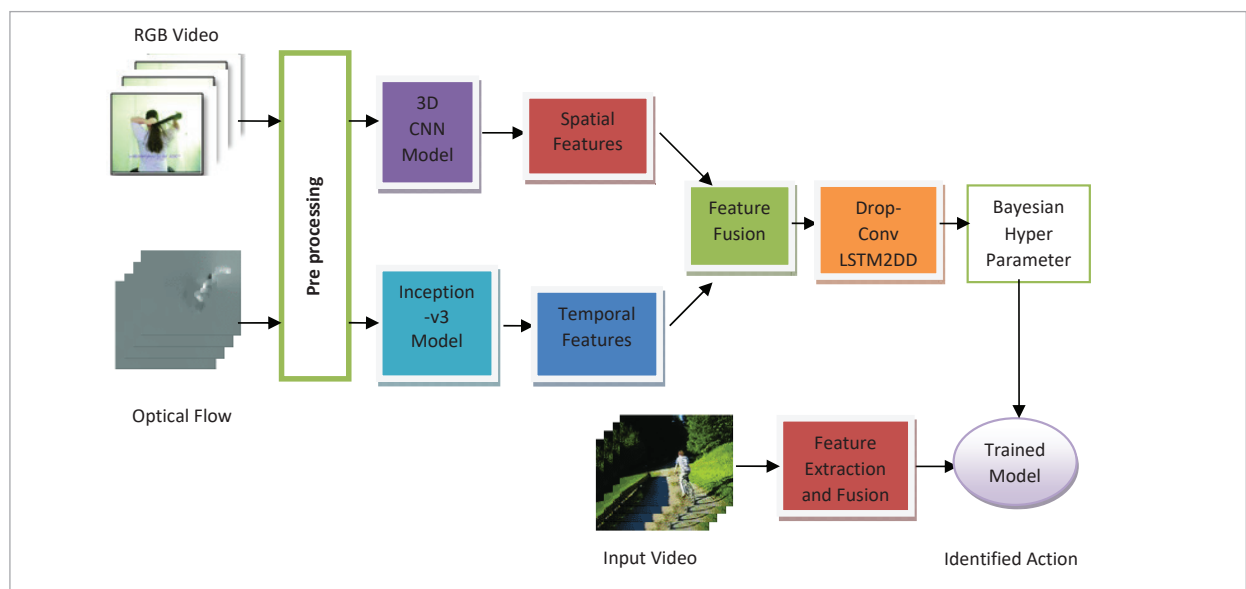 RGB Video
3D
CNN
Model
Spatial
Features
Pre processing
Feature
Fusion
Drop-
Conv
LSTM2DD
Bayesian
Hyper
Parameter
Inception
-v3
Model
Temporal
Features
Optical Flow
Feature
Extraction
and Fusion
Trained
Model
Input Video
Identified Action